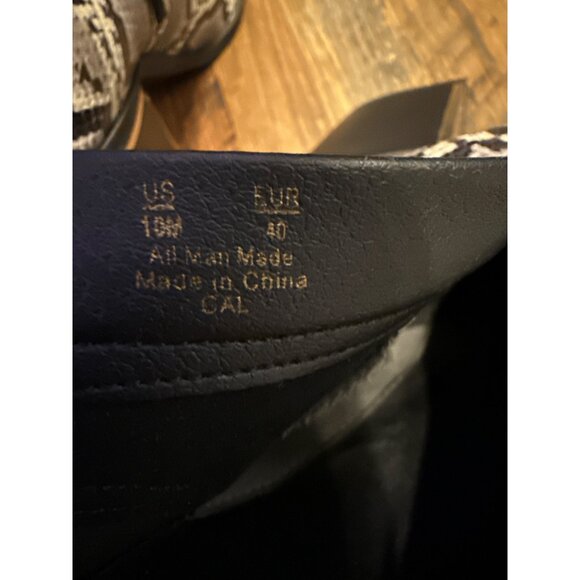 US EUR
10M 40
All Man Made
Made in China
CAL